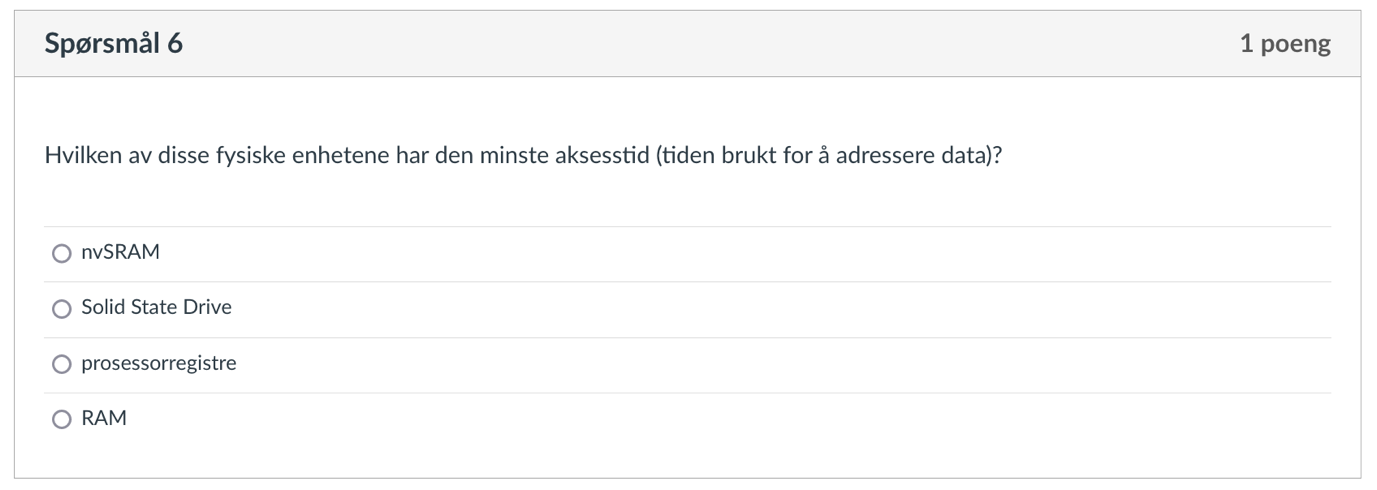 Spørsmål 6
1 poeng
Hvilken av disse fysiske enhetene har den minste aksesstid (tiden brukt for å adressere data)?
nvSRAM
Solid State Drive
prosessorregistre
RAM